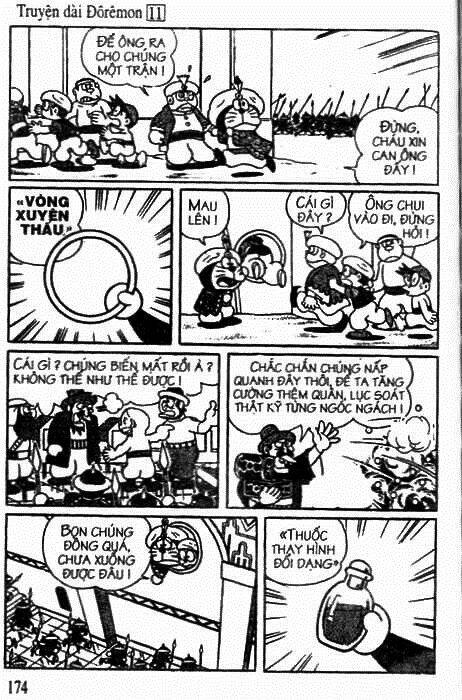 Truyện dài Đôrêmon 11
ĐỂ ÔNG RA
CHO CHÚNG
MỘT TRẬN !
ĐỪNG,
CHÁU XIN
CAN ÔNG
ĐẤY !
«VÒNG
XUYÊN
THẤU»
MAU
LÊN !
CÁI GÌ
ĐÂY ?
ÔNG CHUI
VÀO ĐI, ĐỪNG
HỎI !
CÁI GÌ ? CHÚNG BIẾN MẤT RỒI À ?
KHÔNG THỂ NHƯ THẾ ĐƯỢC !
CHẮC CHẮN CHÚNG NẤP
QUANH ĐÂY THÔI, ĐỂ TA TĂNG
CƯỜNG THÊM QUÂN, LỤC SOÁT
THẬT KỸ TỪNG NGÓC NGÁCH !
BỌN CHÚNG
ĐÔNG QUÁ,
CHƯA XUỐNG
ĐƯỢC ĐÂU !
«THUỐC
THAY HÌNH
ĐỔI DẠNG»
174